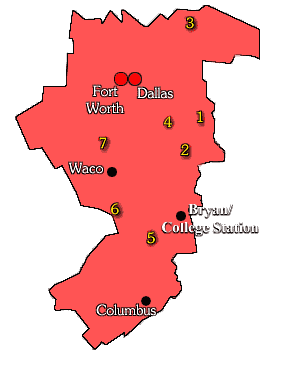 3
Fort
Worth
Dallas
1
4
7
2
Waco
6
Bryan/
College Station
5
Columbus